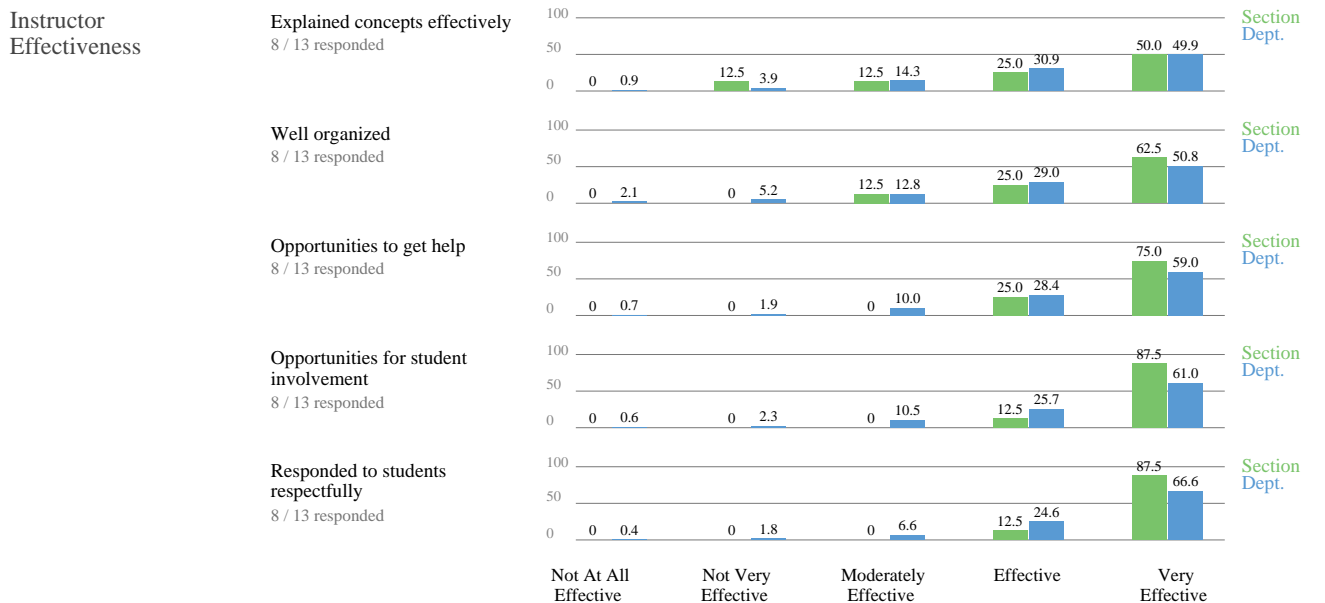 Instructor
Effectiveness
Explained concepts effectively
8 / 13 responded
100
50
0
0 0.9 12.5 3.9 12.5 14.3 25.0 30.9 50.0 49.9
Section
Dept.
Well organized
8 / 13 responded
100
50
0
0 2.1 0 5.2 12.5 12.8 25.0 29.0 62.5 50.8
Section
Dept.
Opportunities to get help
8 / 13 responded
100
50
0
0 0.7 0 1.9 0 10.0 25.0 28.4 75.0 59.0
Section
Dept.
Opportunities for student
involvement
8 / 13 responded
100
50
0
0 0.6 0 2.3 0 10.5 12.5 25.7 87.5 61.0
Section
Dept.
Responded to students
respectfully
8 / 13 responded
100
50
0
0 0.4 0 1.8 0 6.6 12.5 24.6 87.5 66.6
Section
Dept.
Not At All
Effective
Not Very
Effective
Moderately
Effective
Effective
Very
Effective